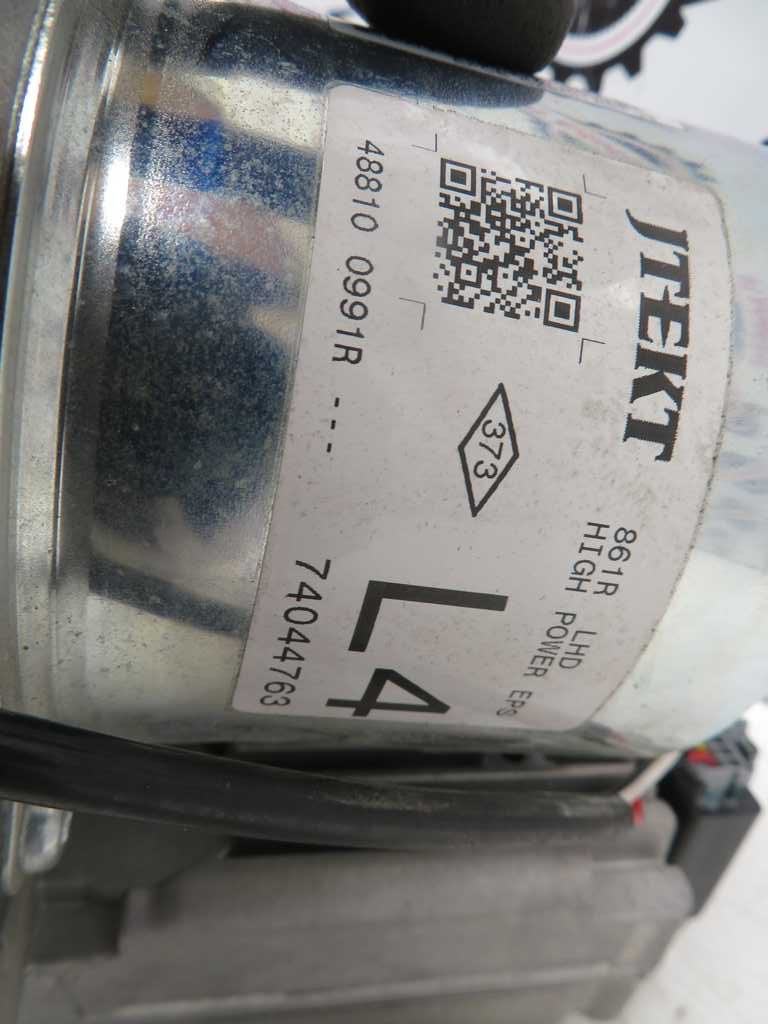 JTEKT
861R LHD
HIGH POWER EPS
373
L4
48810 0991R ---
74044763